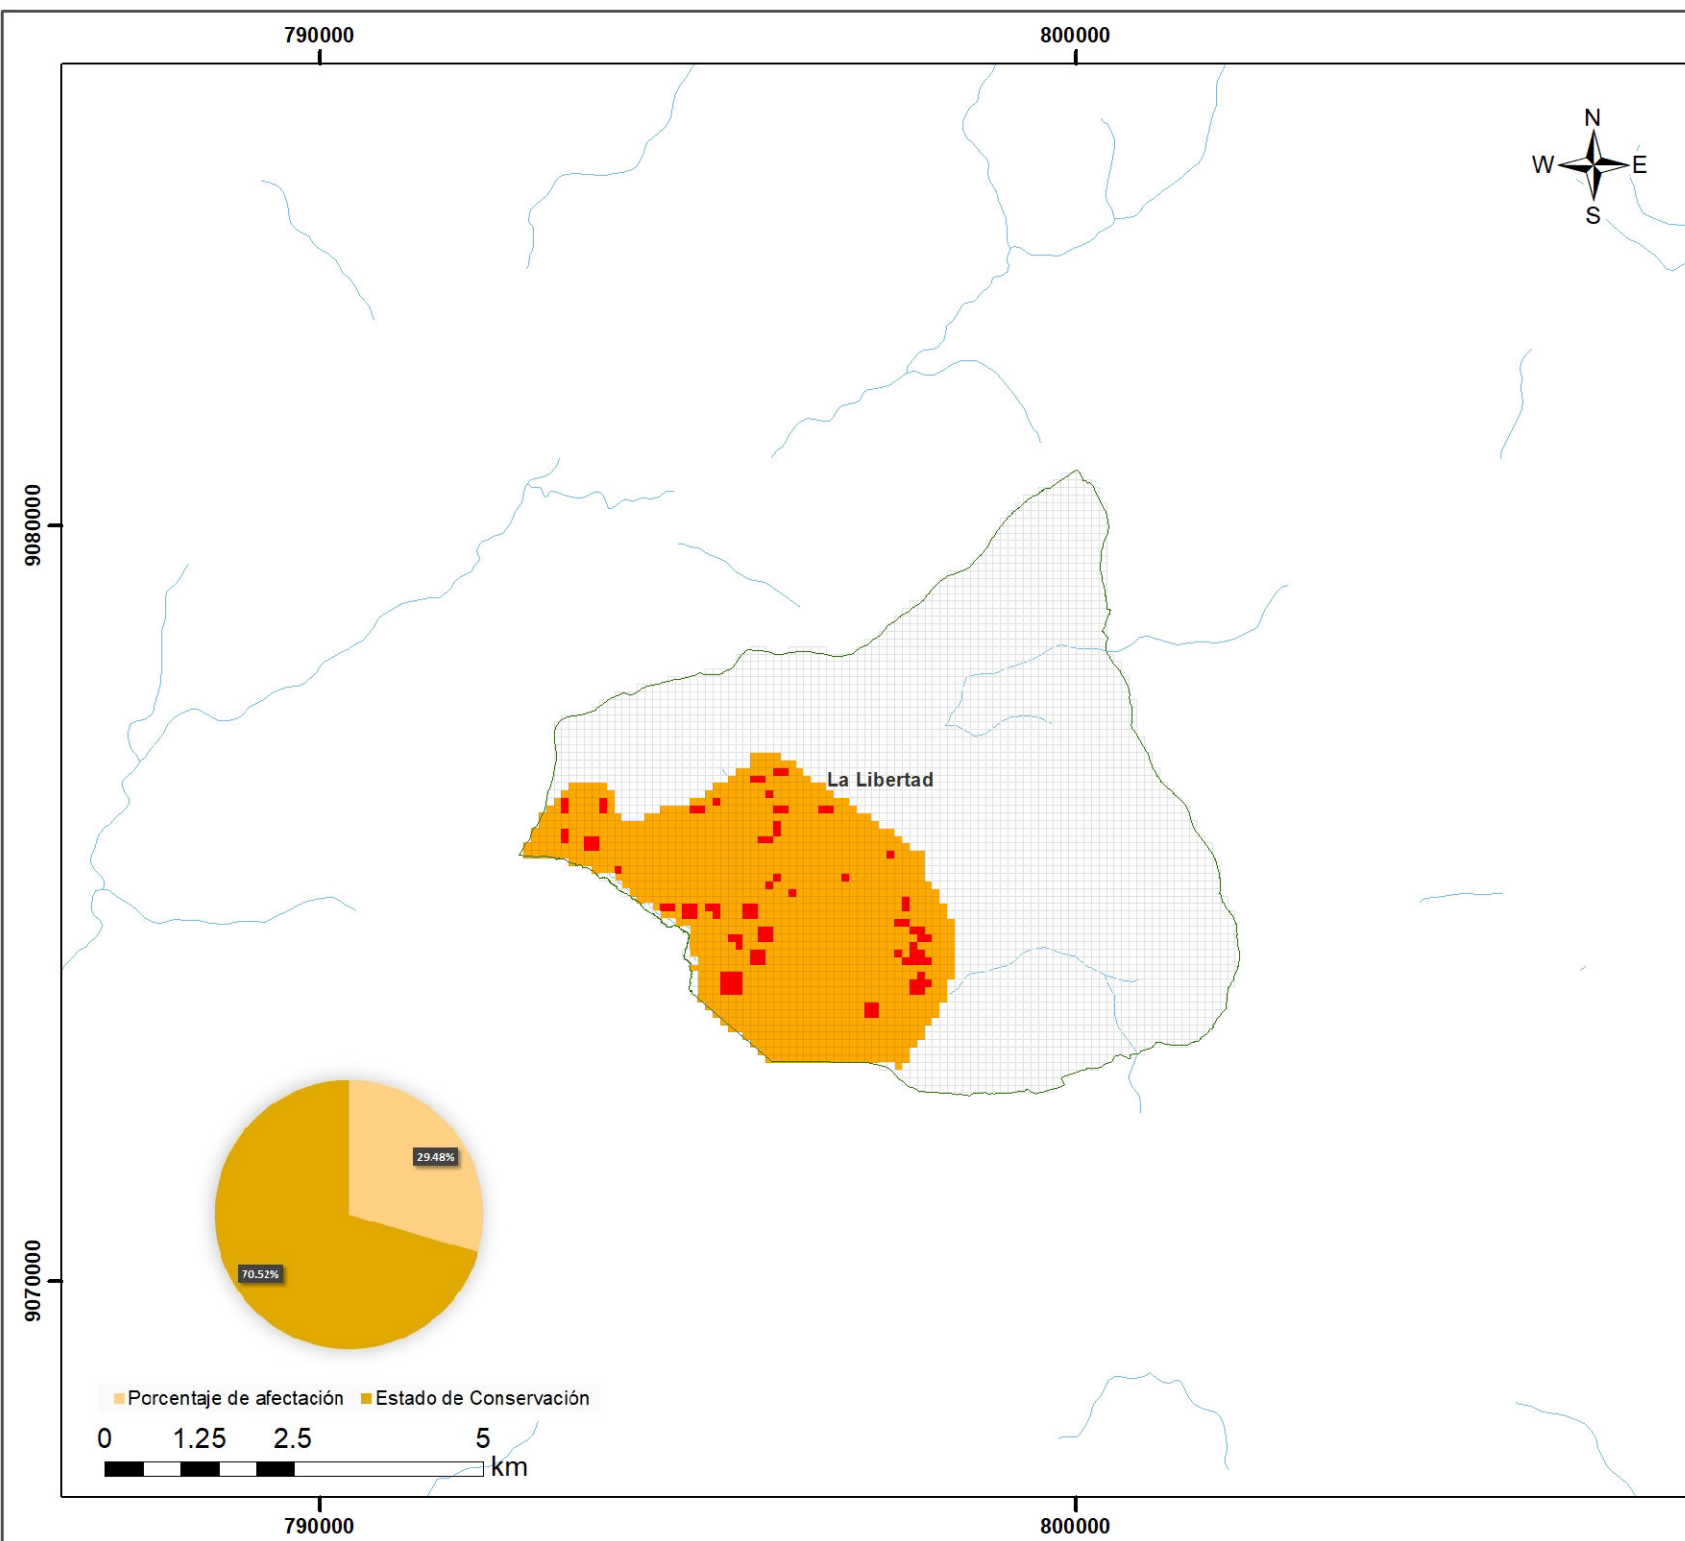 790000 800000
N
W E
S
9080000
La Libertad
29.48%
70.52%
9070000
Porcentaje de afectación Estado de Conservación
0 1.25 2.5 5
km
790000 800000